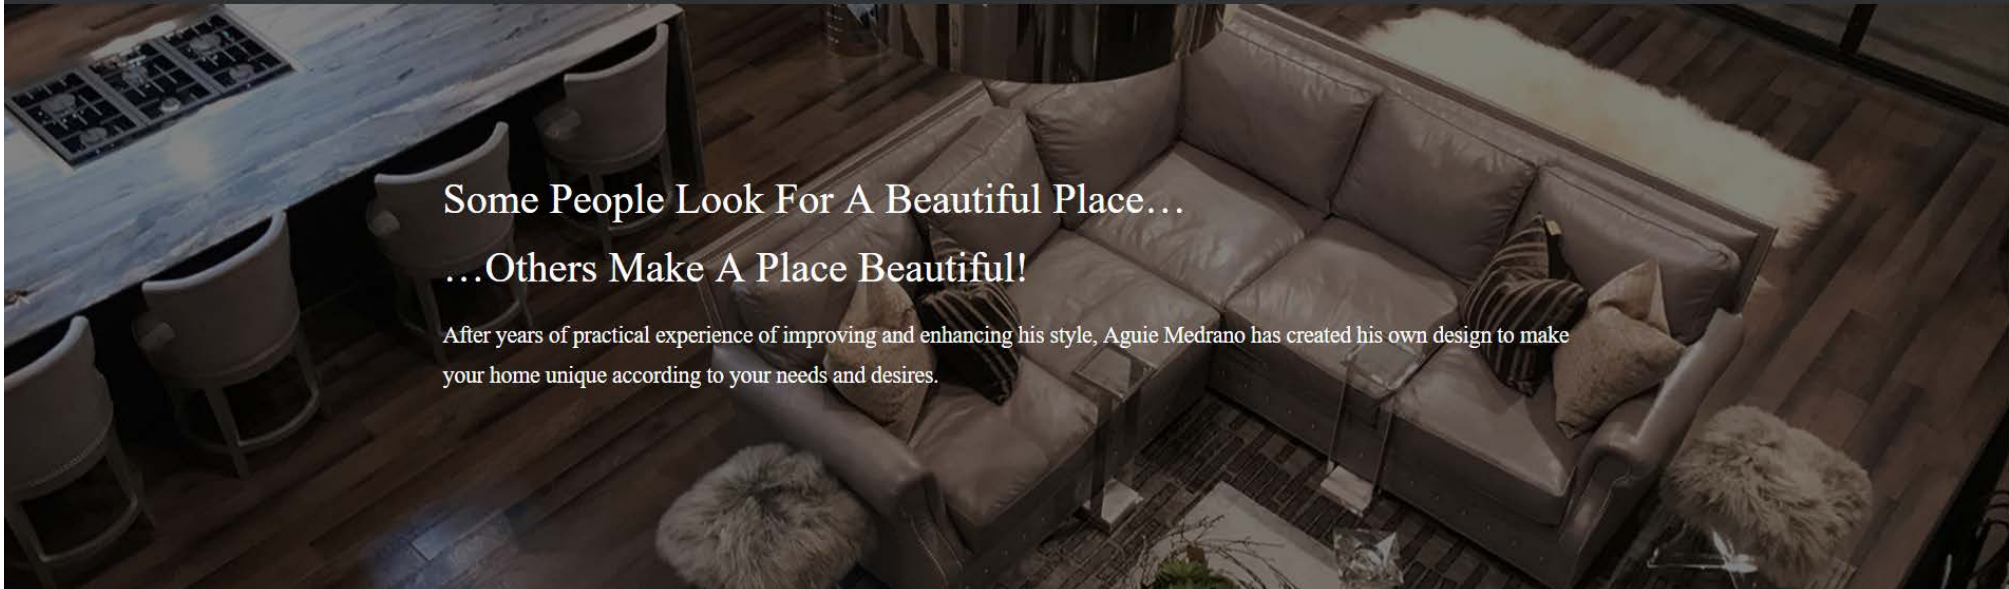 Some People Look For A Beautiful Place…
…Others Make A Place Beautiful!
After years of practical experience of improving and enhancing his style, Aguie Medrano has created his own design to make
your home unique according to your needs and desires.